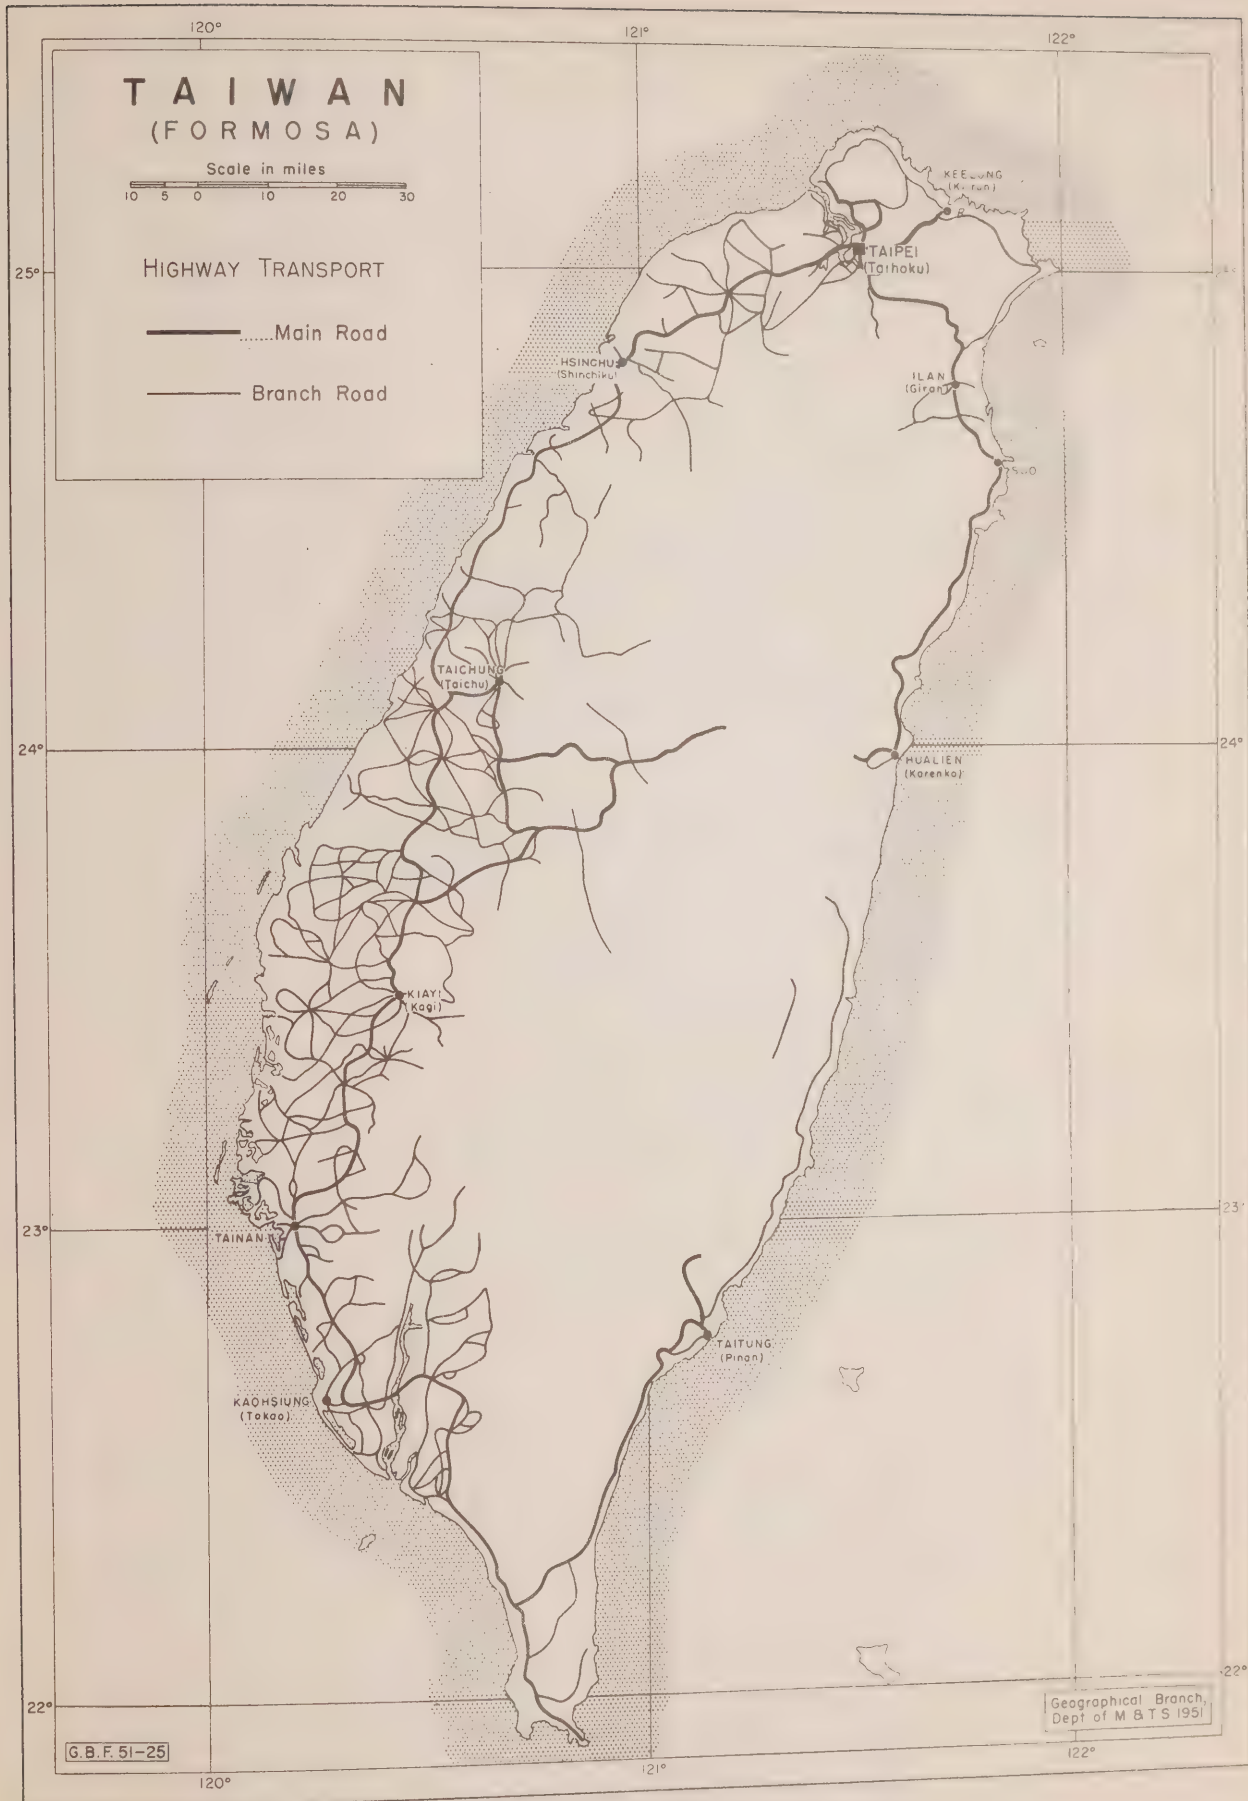 120°
121°
122°
TAIWAN
(FORMOSA)
Scale in miles
10 5 0 10 20 30
HIGHWAY TRANSPORT
.......Main Road
Branch Road
25°
TAIPEI
(Taihoku)
HSINCHU
(Shinchiku)
ILAN
(Giran)
TAICHUNG
(Taichu)
24°
24°
HUALIEN
(Karenko)
KIAYI
(Kagi)
23°
23°
TAINAN
TAITUNG
(Pinan)
KAOHSIUNG
(Takao)
22°
22°
Geographical Branch,
Dept of M & T S 1951
G.B.F. 51-25
120°
121°
122°